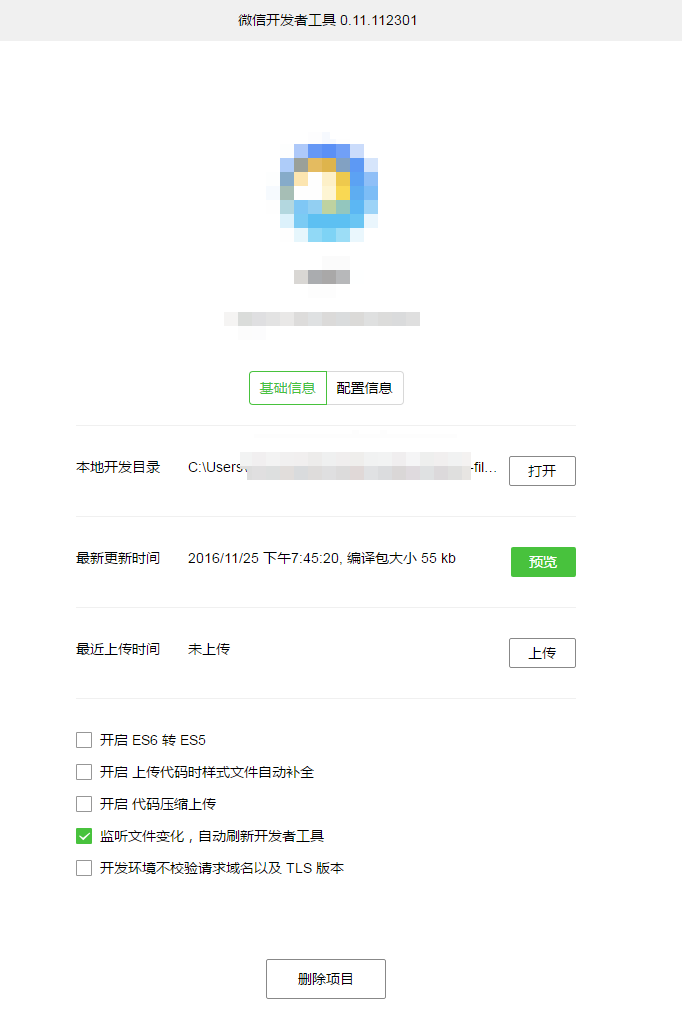 微信开发者工具 0.11.112301
基础信息 配置信息
本地开发目录 C:\Users -fil... 打开
最新更新时间 2016/11/25 下午7:45:20, 编译包大小 55 kb 预览
最近上传时间 未上传 上传
开启 ES6 转 ES5
开启 上传代码时样式文件自动补全
开启 代码压缩上传
监听文件变化，自动刷新开发者工具
开发环境不校验请求域名以及 TLS 版本
删除项目